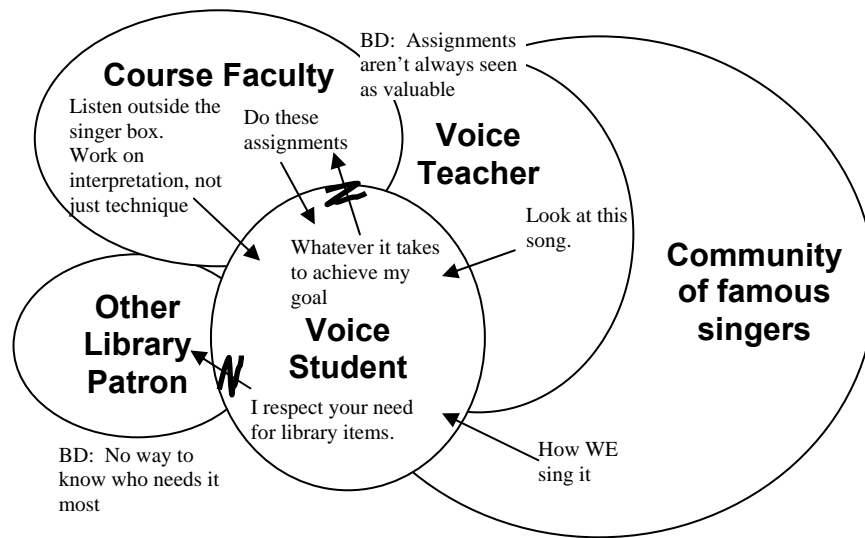 BD: Assignments
aren't always seen
as valuable
Course Faculty
Listen outside the
singer box.
Work on
interpretation, not
just technique
Do these
assignments
Voice
Teacher
Look at this
song.
Whatever it takes
to achieve my
goal
Community
of famous
singers
Other
Library
Patron
Voice
Student
I respect your need
for library items.
How WE
sing it
BD: No way to
know who needs it
most